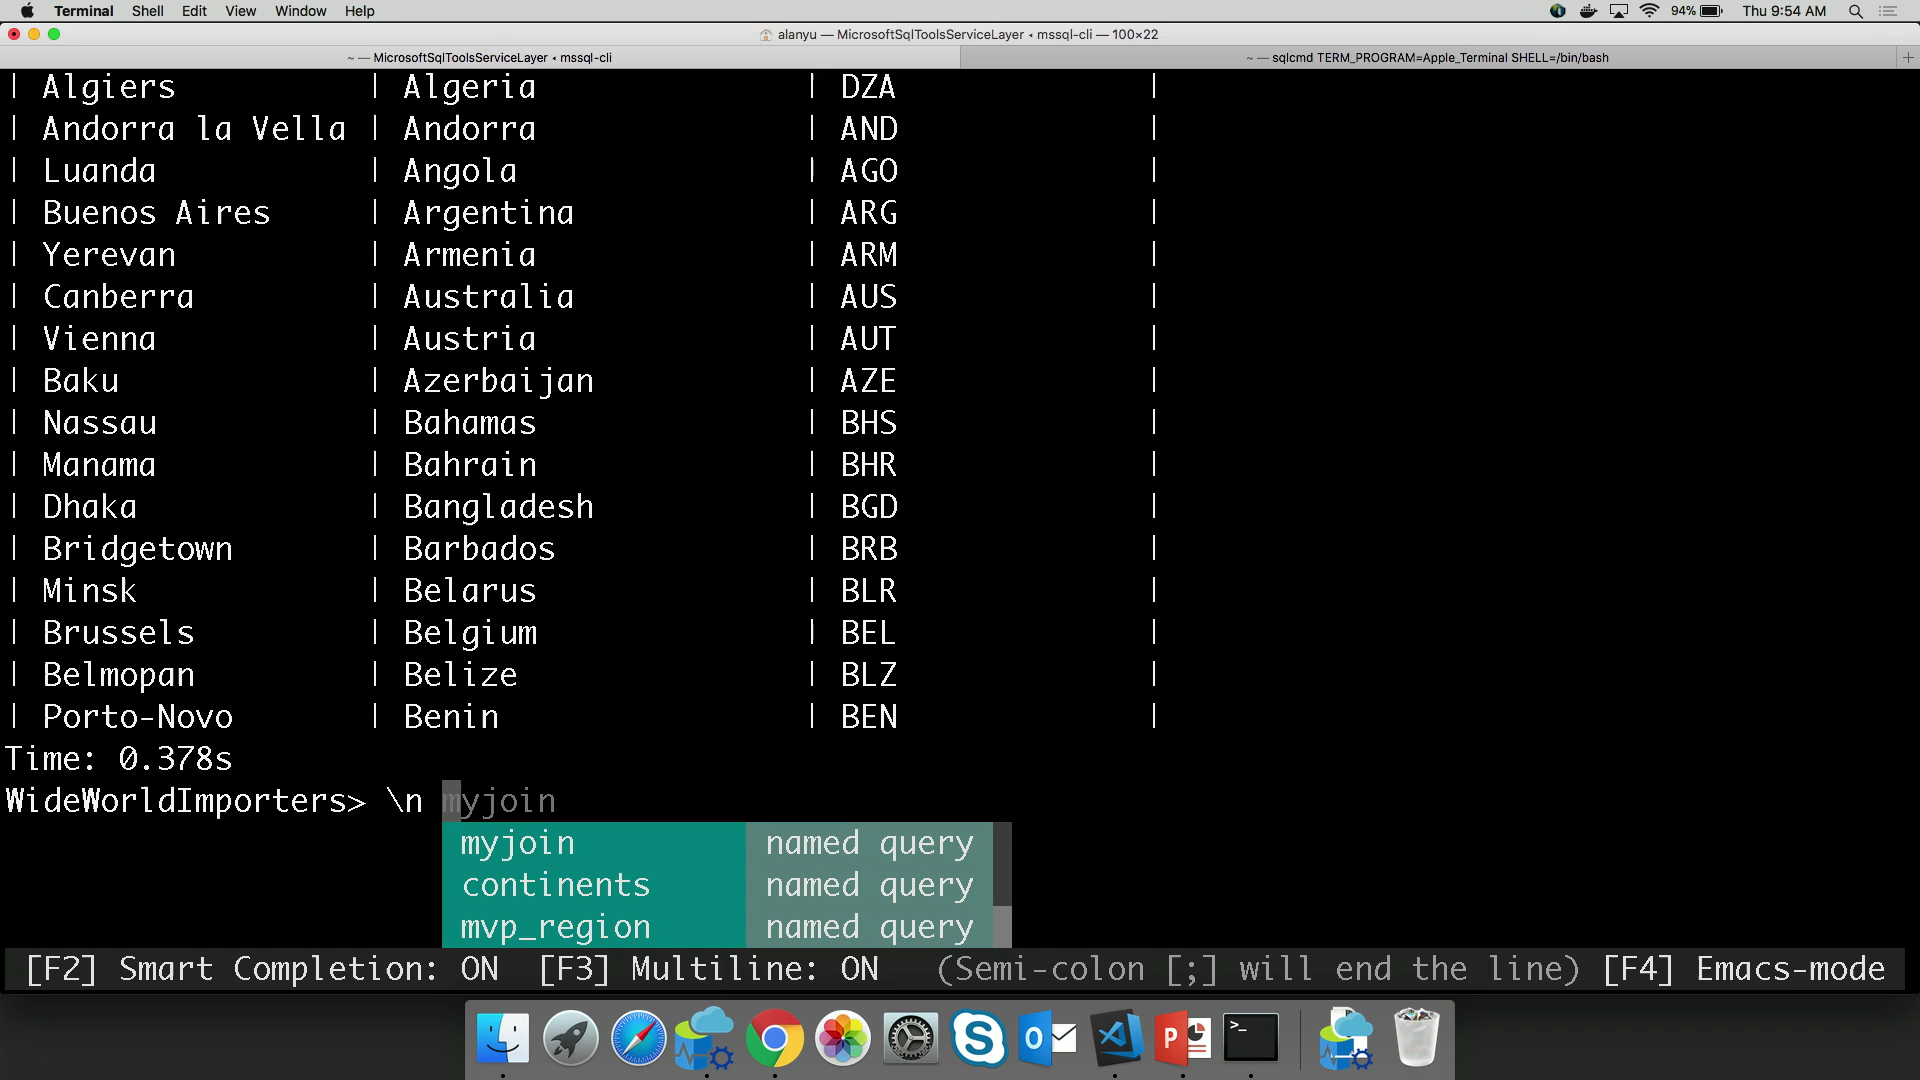 Terminal Shell Edit View Window Help 94% Thu 9:54 AM
alanyu — MicrosoftSqlToolsServiceLayer ◂ mssql-cli — 100×22
~ — MicrosoftSqlToolsServiceLayer ◂ mssql-cli ~ — sqlcmd TERM_PROGRAM=Apple_Terminal SHELL=/bin/bash +
| Algiers | Algeria | DZA |
| Andorra la Vella | Andorra | AND |
| Luanda | Angola | AGO |
| Buenos Aires | Argentina | ARG |
| Yerevan | Armenia | ARM |
| Canberra | Australia | AUS |
| Vienna | Austria | AUT |
| Baku | Azerbaijan | AZE |
| Nassau | Bahamas | BHS |
| Manama | Bahrain | BHR |
| Dhaka | Bangladesh | BGD |
| Bridgetown | Barbados | BRB |
| Minsk | Belarus | BLR |
| Brussels | Belgium | BEL |
| Belmopan | Belize | BLZ |
| Porto-Novo | Benin | BEN |
Time: 0.378s
WideWorldImporters> \n myjoin
myjoin named query
continents named query
mvp_region named query
[F2] Smart Completion: ON [F3] Multiline: ON (Semi-colon [;] will end the line) [F4] Emacs-mode